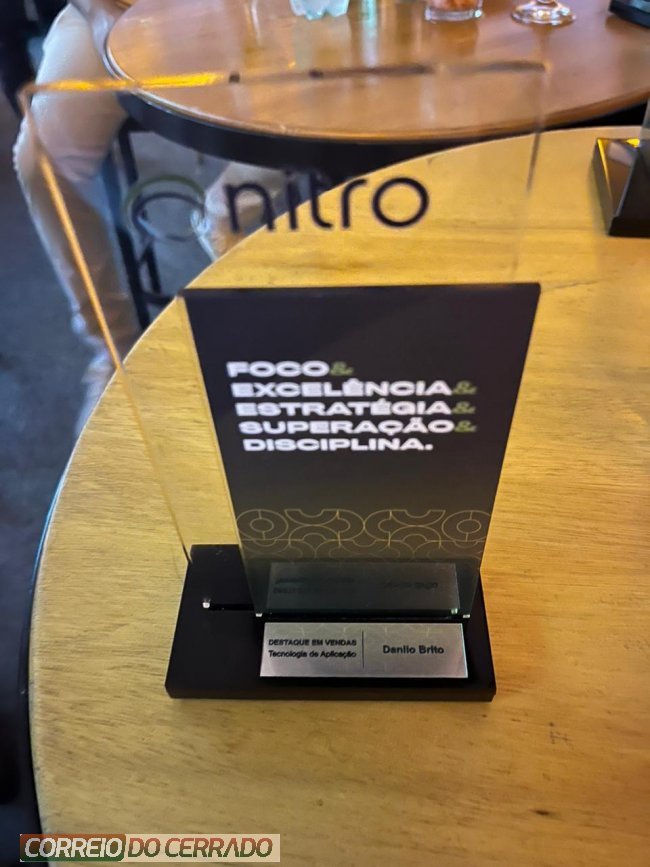 nitro
FOCO&
EXCELÊNCIA&
ESTRATÉGIA&
SUPERAÇÃO&
DISCIPLINA.
DESTAQUE EM VENDAS
Tecnologia de Aplicação
Danilo Brito
CORREIO DO CERRADO